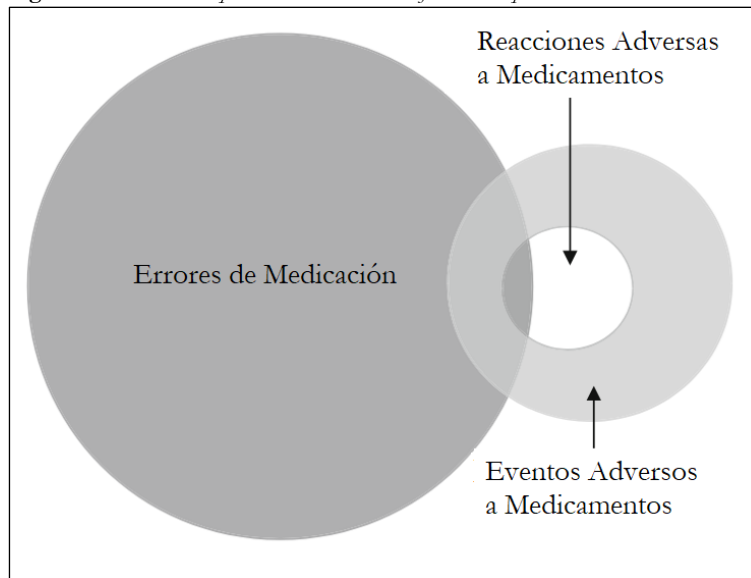 Reacciones Adversas
a Medicamentos
Errores de Medicación
Eventos Adversos
a Medicamentos